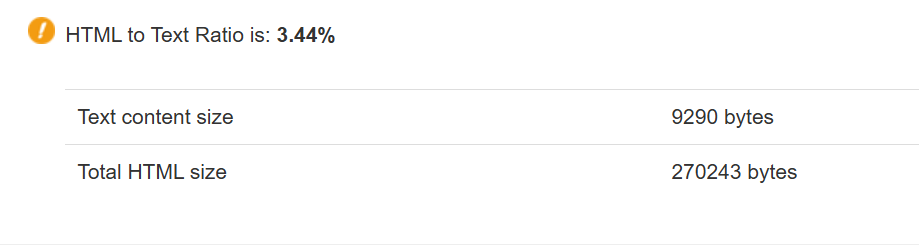 HTML to Text Ratio is: 3.44%
Text content size 9290 bytes
Total HTML size 270243 bytes